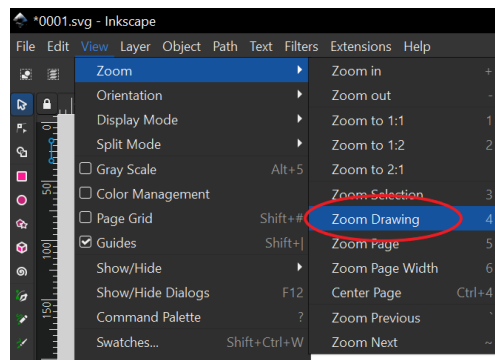 *0001.svg - Inkscape
File Edit View Layer Object Path Text Filters Extensions Help
Zoom
Orientation
Display Mode
Split Mode
Gray Scale Alt+5
Color Management
Page Grid Shift+#
Guides Shift+|
Show/Hide
Show/Hide Dialogs F12
Command Palette ?
Swatches... Shift+Ctrl+W
Zoom in +
Zoom out -
Zoom to 1:1 1
Zoom to 1:2 2
Zoom to 2:1
Zoom Selection 3
Zoom Drawing 4
Zoom Page 5
Zoom Page Width 6
Center Page Ctrl+4
Zoom Previous `
Zoom Next ~
0
50
100
150